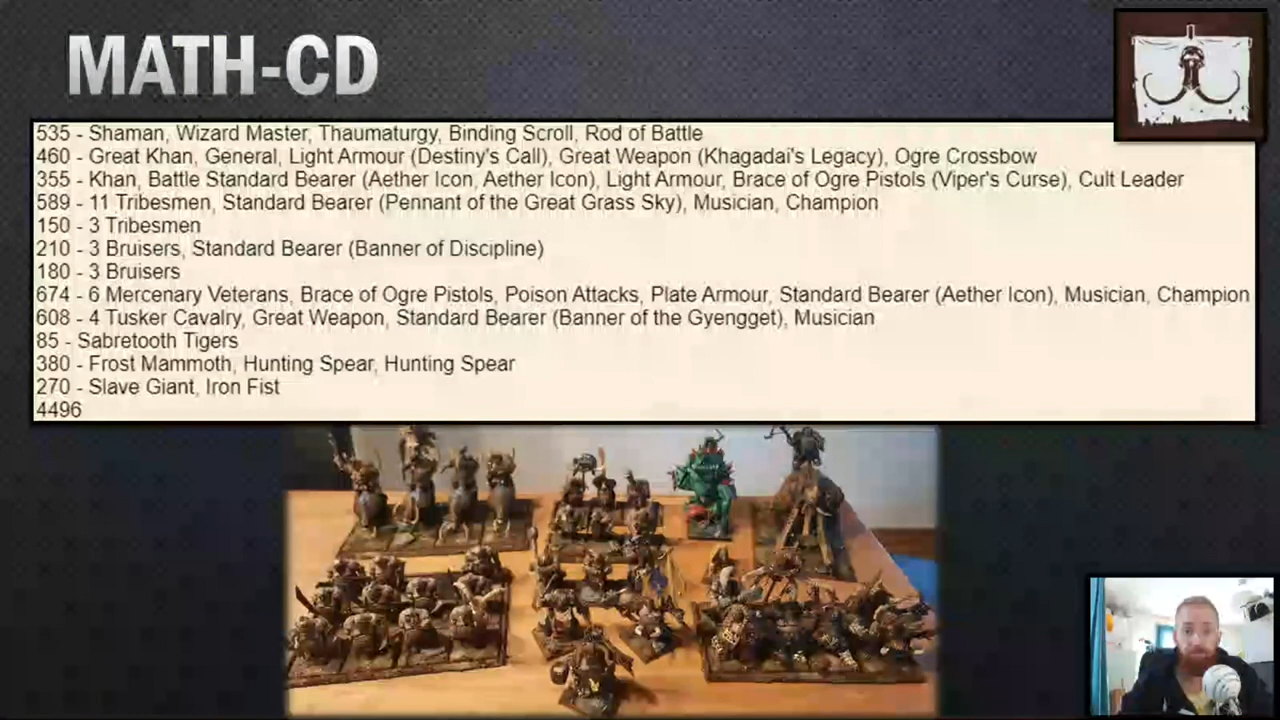 MATH-CD
535 - Shaman, Wizard Master, Thaumaturgy, Binding Scroll, Rod of Battle
460 - Great Khan, General, Light Armour (Destiny's Call), Great Weapon (Khagadai's Legacy), Ogre Crossbow
355 - Khan, Battle Standard Bearer (Aether Icon, Aether Icon), Light Armour, Brace of Ogre Pistols (Viper's Curse), Cult Leader
589 - 11 Tribesmen, Standard Bearer (Pennant of the Great Grass Sky), Musician, Champion
150 - 3 Tribesmen
210 - 3 Bruisers, Standard Bearer (Banner of Discipline)
180 - 3 Bruisers
674 - 6 Mercenary Veterans, Brace of Ogre Pistols, Poison Attacks, Plate Armour, Standard Bearer (Aether Icon), Musician, Champion
608 - 4 Tusker Cavalry, Great Weapon, Standard Bearer (Banner of the Gyengget), Musician
85 - Sabretooth Tigers
380 - Frost Mammoth, Hunting Spear, Hunting Spear
270 - Slave Giant, Iron Fist
4496